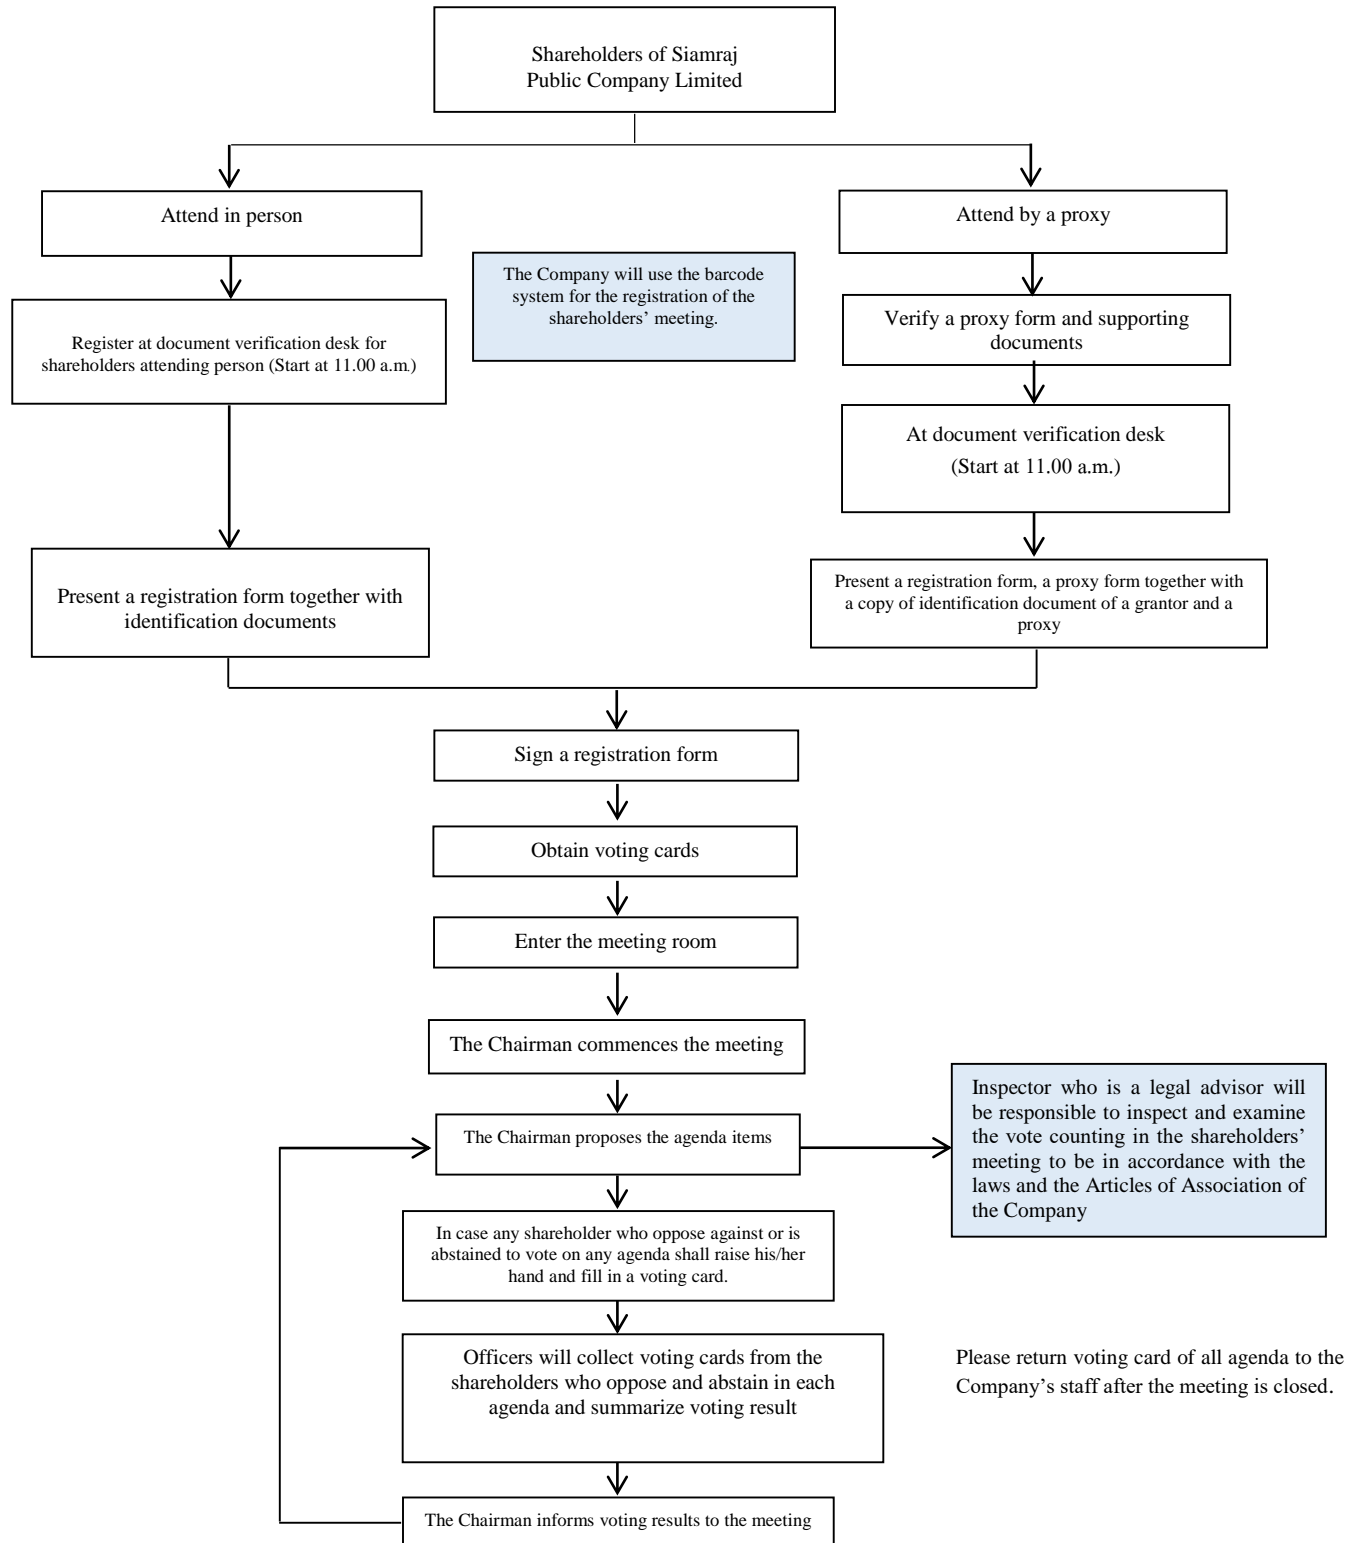 Shareholders of Siamraj
Public Company Limited
Attend in person
Attend by a proxy
The Company will use the barcode
system for the registration of the
shareholders’ meeting.
Register at document verification desk for
shareholders attending person (Start at 11.00 a.m.)
Verify a proxy form and supporting
documents
At document verification desk
(Start at 11.00 a.m.)
Present a registration form together with
identification documents
Present a registration form, a proxy form together with
a copy of identification document of a grantor and a
proxy
Sign a registration form
Obtain voting cards
Enter the meeting room
The Chairman commences the meeting
The Chairman proposes the agenda items
Inspector who is a legal advisor will
be responsible to inspect and examine
the vote counting in the shareholders’
meeting to be in accordance with the
laws and the Articles of Association of
the Company
In case any shareholder who oppose against or is
abstained to vote on any agenda shall raise his/her
hand and fill in a voting card.
Officers will collect voting cards from the
shareholders who oppose and abstain in each
agenda and summarize voting result
Please return voting card of all agenda to the
Company’s staff after the meeting is closed.
The Chairman informs voting results to the meeting